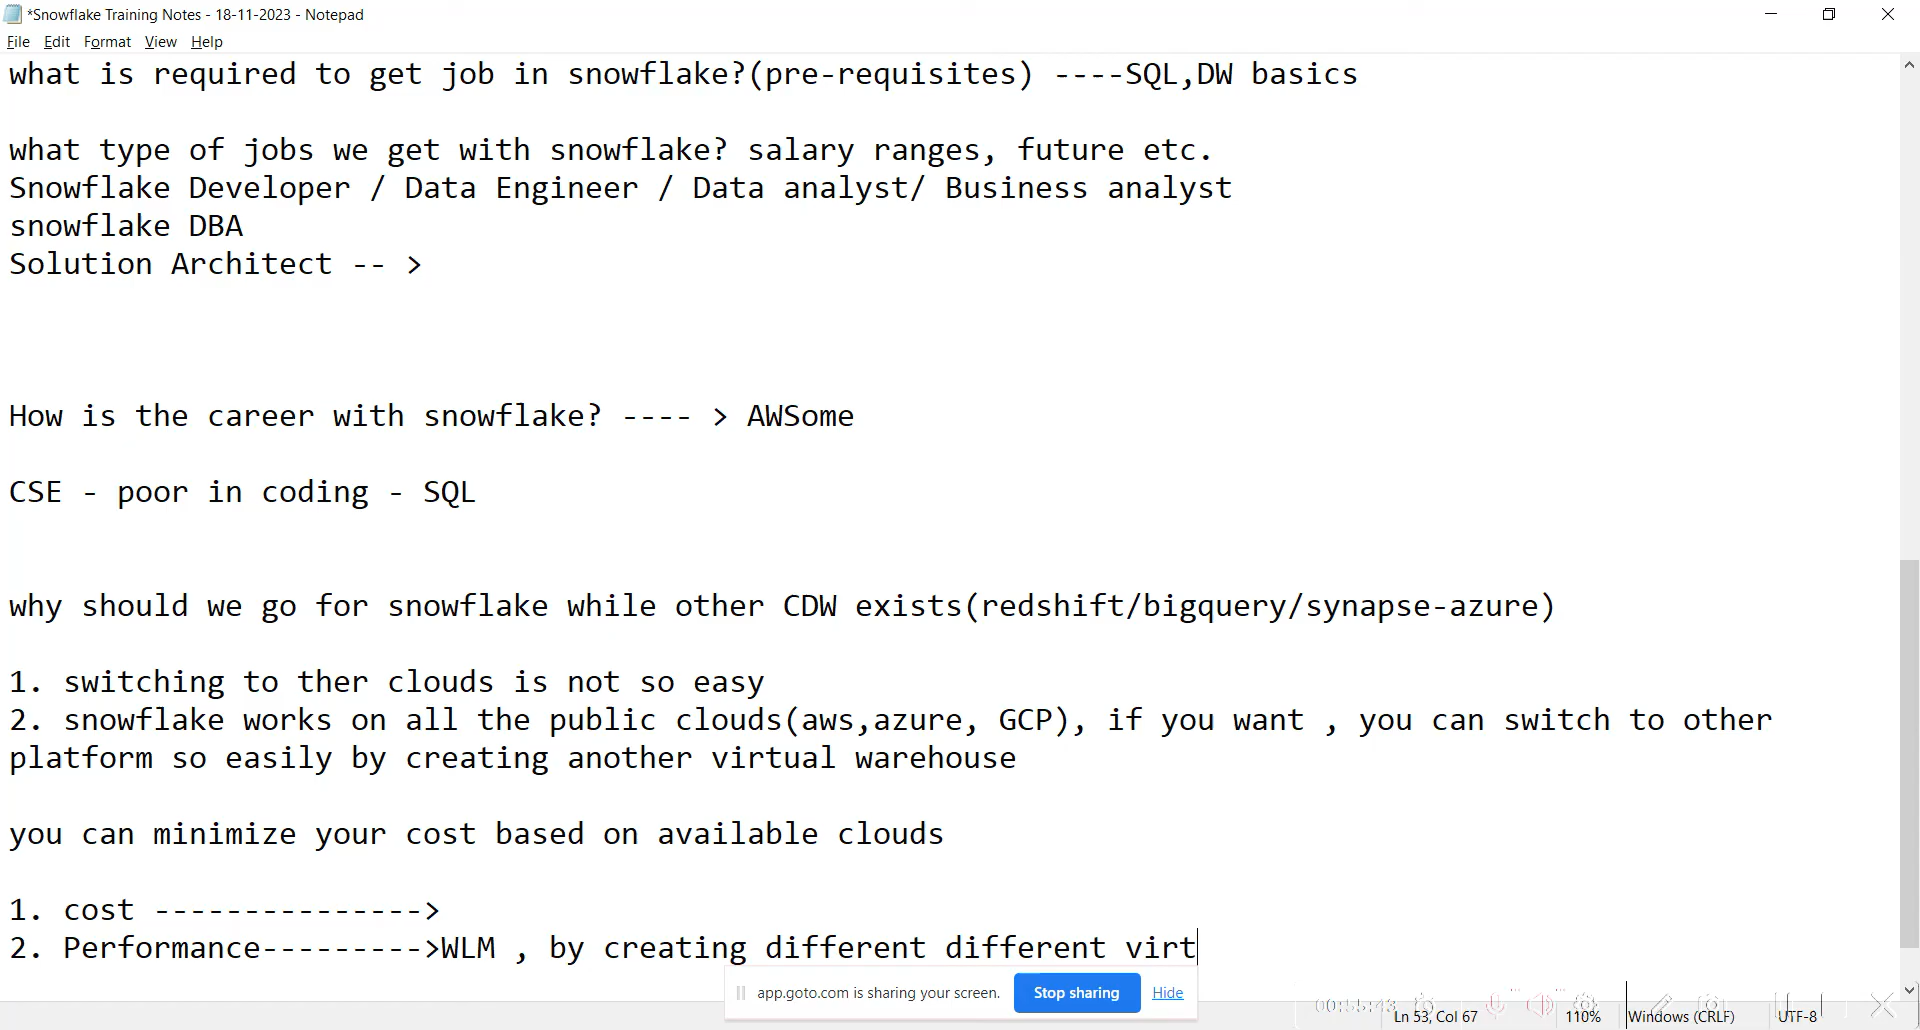 *Snowflake Training Notes - 18-11-2023 - Notepad
File Edit Format View Help
what is required to get job in snowflake?(pre-requisites) ----SQL,DW basics
what type of jobs we get with snowflake? salary ranges, future etc.
Snowflake Developer / Data Engineer / Data analyst/ Business analyst
snowflake DBA
Solution Architect -- >
How is the career with snowflake? ---- > AWSome
CSE - poor in coding - SQL
why should we go for snowflake while other CDW exists(redshift/bigquery/synapse-azure)
1. switching to ther clouds is not so easy
2. snowflake works on all the public clouds(aws,azure, GCP), if you want , you can switch to other
platform so easily by creating another virtual warehouse
you can minimize your cost based on available clouds
1. cost --------------->
2. Performance--------->WLM , by creating different different virt
app.goto.com is sharing your screen. Stop sharing Hide
00:55:43
Ln 53, Col 67 110% Windows (CRLF) UTF-8